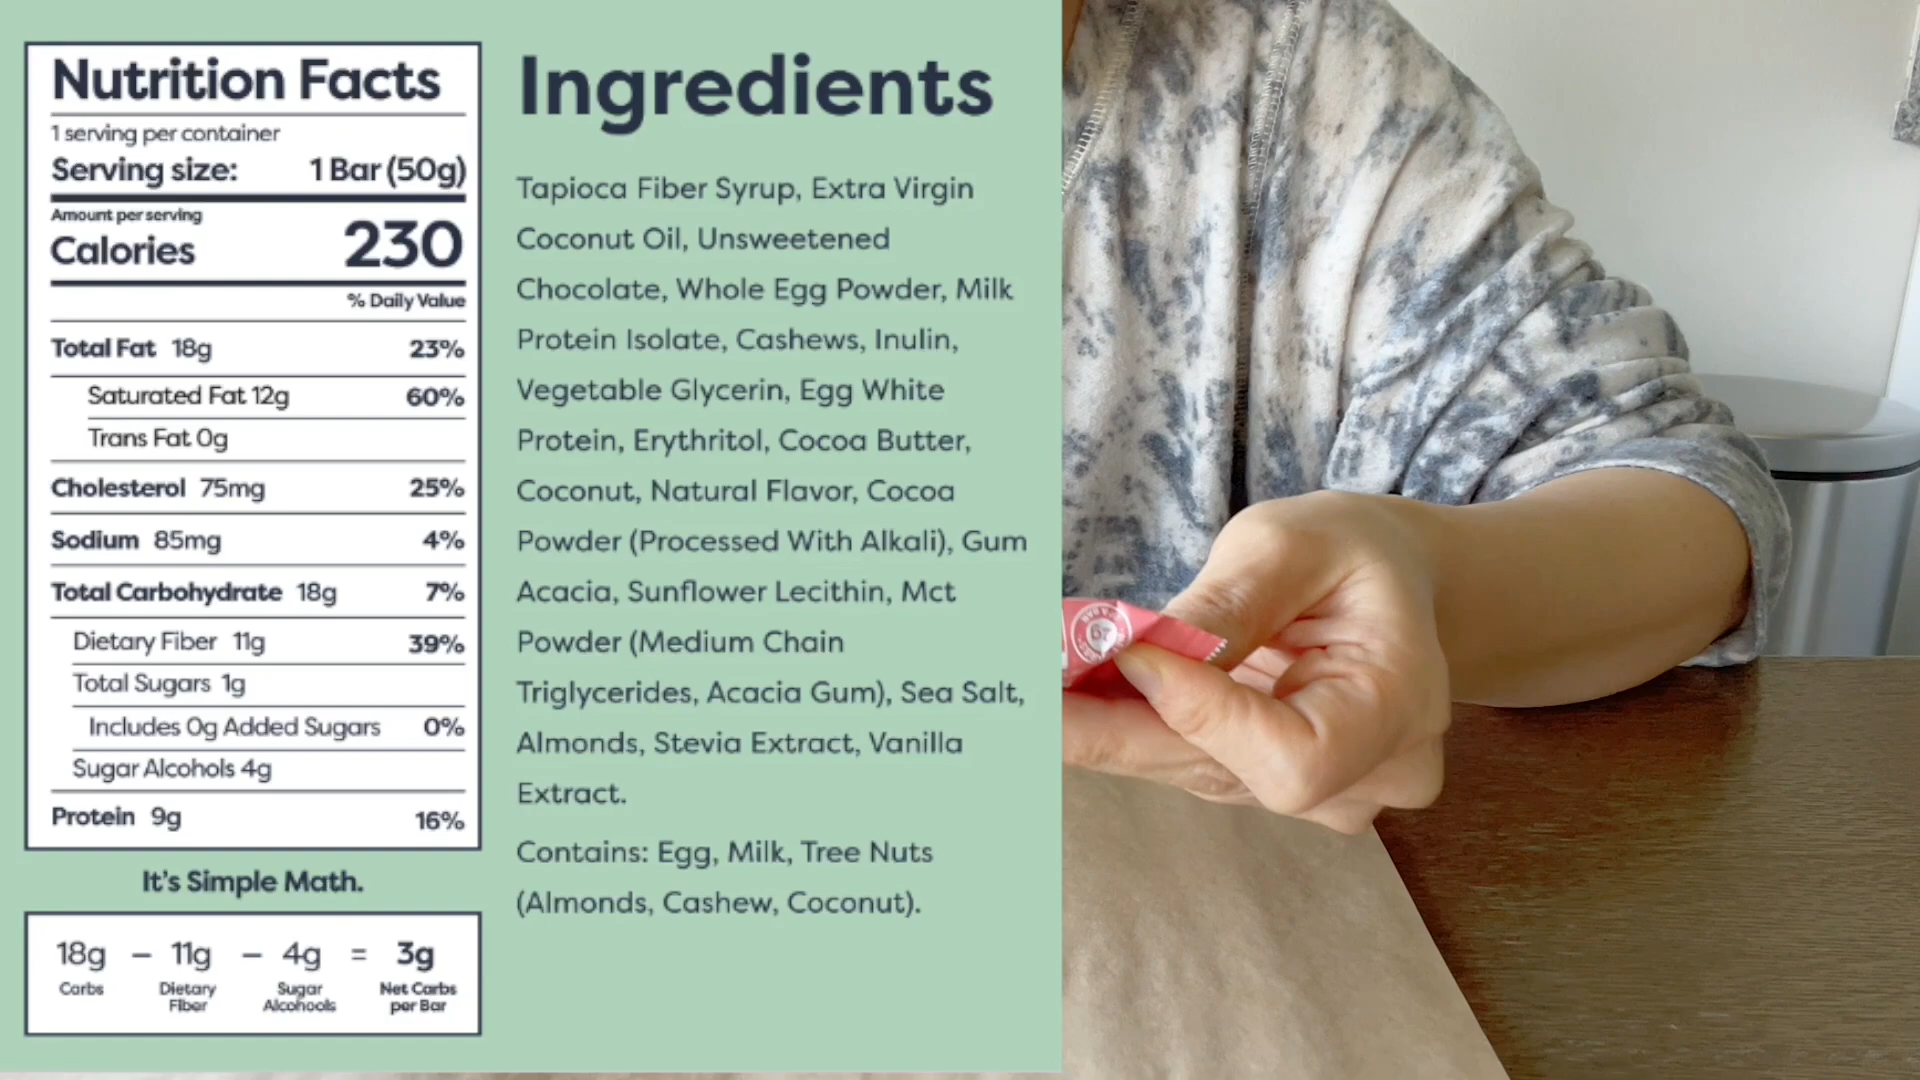 Nutrition Facts
1 serving per container
Serving size: 1 Bar (50g)
Amount per serving
Calories 230
% Daily Value
Total Fat 18g 23%
Saturated Fat 12g 60%
Trans Fat 0g
Cholesterol 75mg 25%
Sodium 85mg 4%
Total Carbohydrate 18g 7%
Dietary Fiber 11g 39%
Total Sugars 1g
Includes 0g Added Sugars 0%
Sugar Alcohols 4g
Protein 9g 16%
It's Simple Math.
18g – 11g – 4g = 3g
Carbs Dietary Sugar Net Carbs
Fiber Alcohools per Bar
Ingredients
Tapioca Fiber Syrup, Extra Virgin
Coconut Oil, Unsweetened
Chocolate, Whole Egg Powder, Milk
Protein Isolate, Cashews, Inulin,
Vegetable Glycerin, Egg White
Protein, Erythritol, Cocoa Butter,
Coconut, Natural Flavor, Cocoa
Powder (Processed With Alkali), Gum
Acacia, Sunflower Lecithin, Mct
Powder (Medium Chain
Triglycerides, Acacia Gum), Sea Salt,
Almonds, Stevia Extract, Vanilla
Extract.
Contains: Egg, Milk, Tree Nuts
(Almonds, Cashew, Coconut).